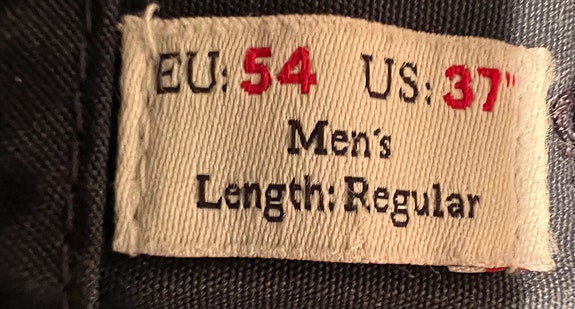 EU: 54 US: 37"
Men's
Length: Regular